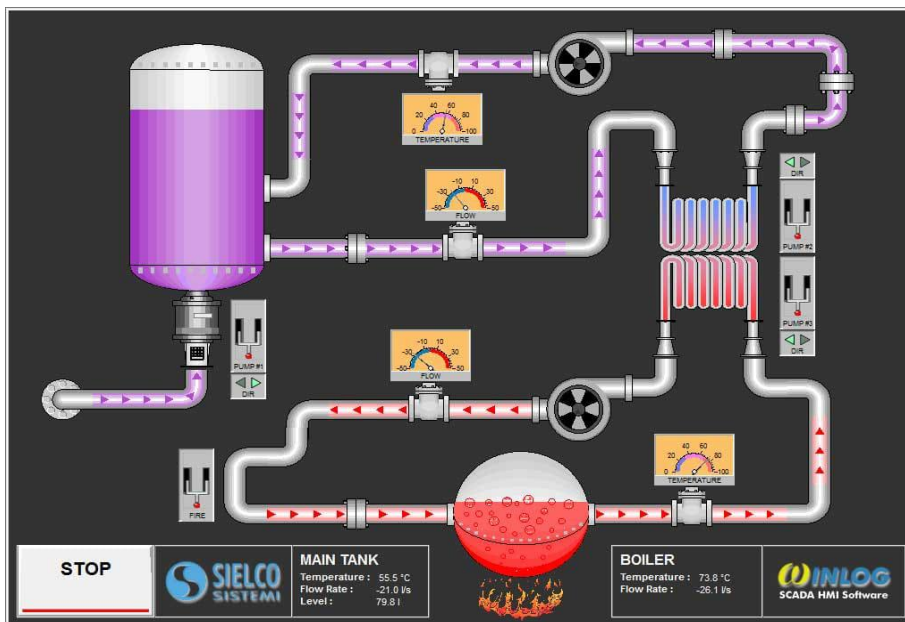 20 40 60 80
0 -100
TEMPERATURE
-10 10
-30 30
-50 -50
FLOW
DIR
PUMP #2
PUMP #3
DIR
PUMP #1
DIR
-10 10
-30 30
-50 50
FLOW
20 40 60 80
0 -100
TEMPERATURE
FIRE
STOP
SIELCO
SISTEMI
MAIN TANK
Temperature : 55.5 °C
Flow Rate : -21.0 l/s
Level : 79.8 l
BOILER
Temperature : 73.8 °C
Flow Rate : -26.1 l/s
WINLOG
SCADA HMI Software